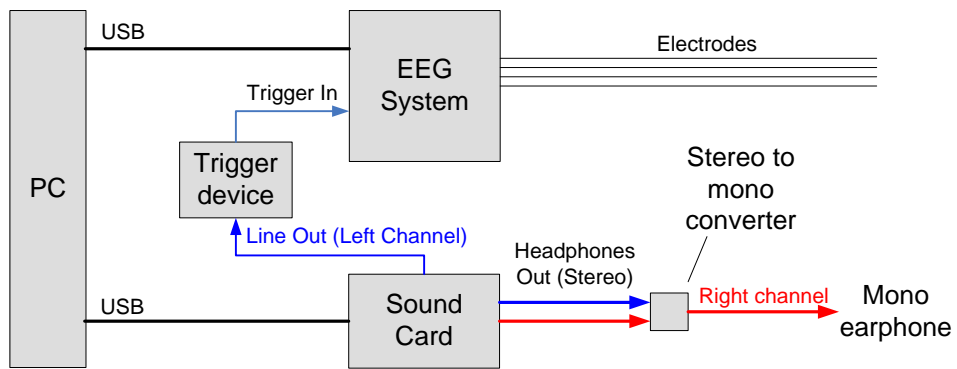 USB
EEG
System
Electrodes
Trigger In
Trigger
device
PC
Stereo to
mono
converter
Line Out (Left Channel)
Headphones
Out (Stereo)
USB
Sound
Card
Right channel
Mono
earphone